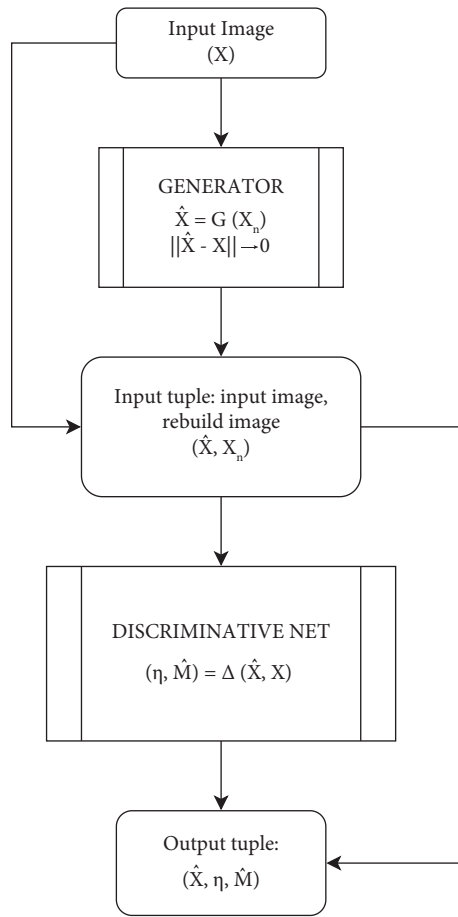 Input Image
(X)
GENERATOR
X̂ = G (Xₙ)
||X̂ - X|| → 0
Input tuple: input image,
rebuild image
(X̂, Xₙ)
DISCRIMINATIVE NET
(η, M̂) = Δ (X̂, X)
Output tuple:
(X̂, η, M̂)